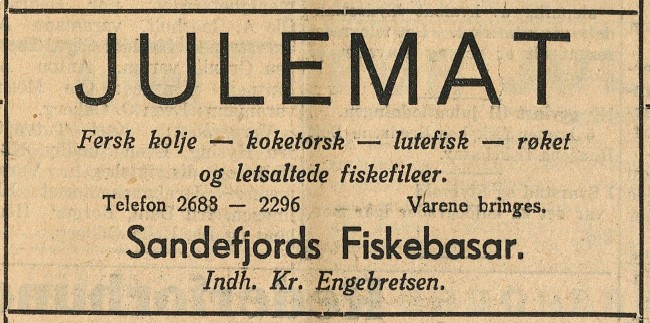 JULEMAT
Fersk kolje — koketorsk — lutefisk — røket
og letsaltede fiskefileer.
Telefon 2688 — 2296 Varene bringes.
Sandefjords Fiskebasar.
Indh. Kr. Engebretsen.